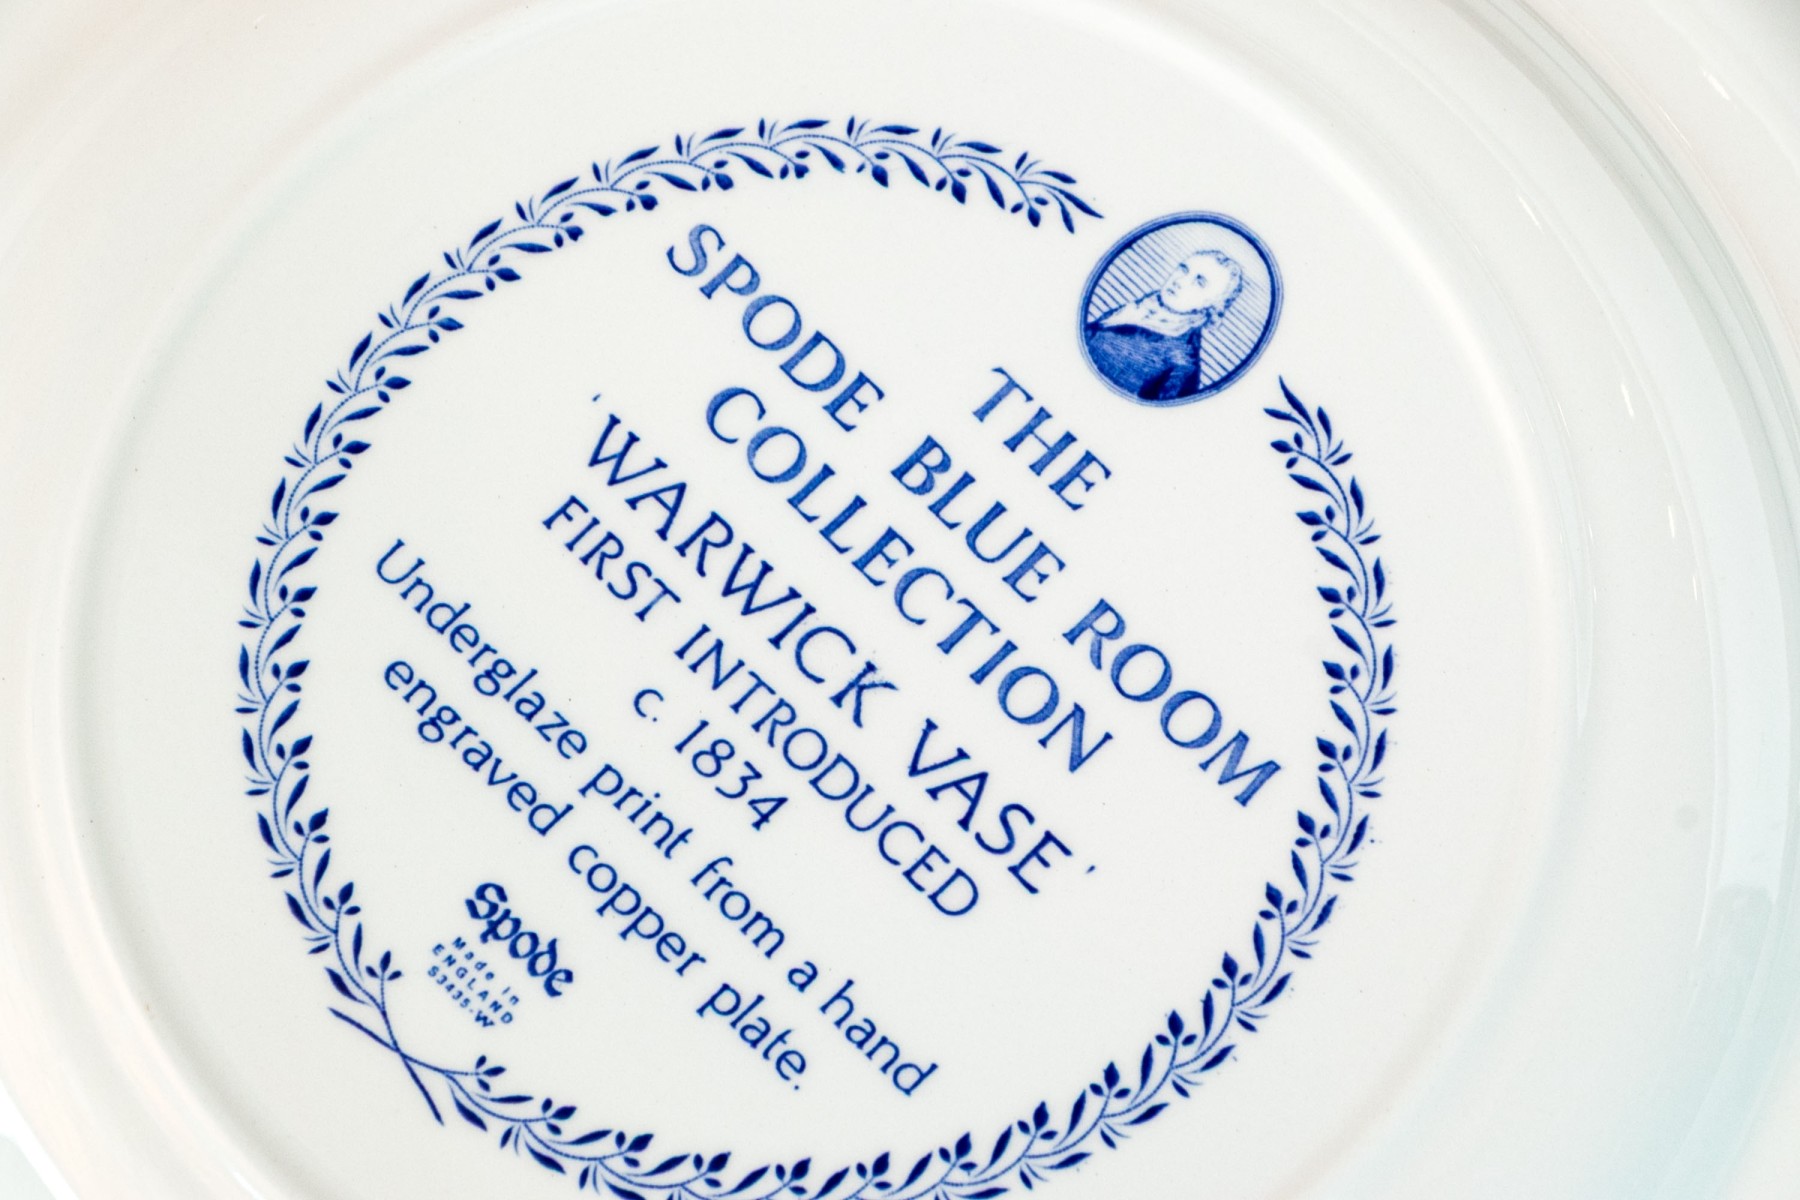 THE
SPODE BLUE ROOM
COLLECTION
'WARWICK VASE'
FIRST INTRODUCED
c. 1834
Underglaze print from a hand
engraved copper plate.
Spode
Made in
ENGLAND
S3435-W